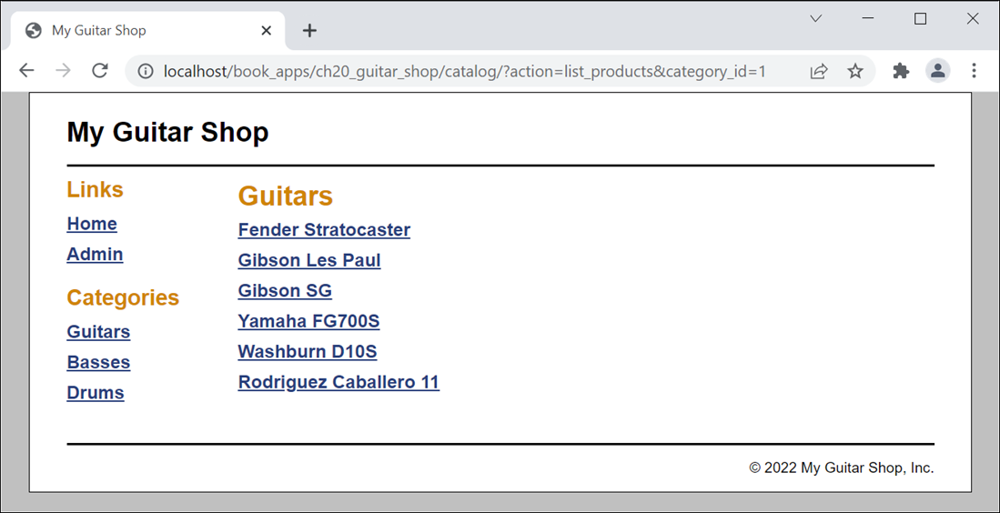 My Guitar Shop
localhost/book_apps/ch20_guitar_shop/catalog/?action=list_products&category_id=1
My Guitar Shop
Links
Home
Admin
Categories
Guitars
Basses
Drums
Guitars
Fender Stratocaster
Gibson Les Paul
Gibson SG
Yamaha FG700S
Washburn D10S
Rodriguez Caballero 11
© 2022 My Guitar Shop, Inc.